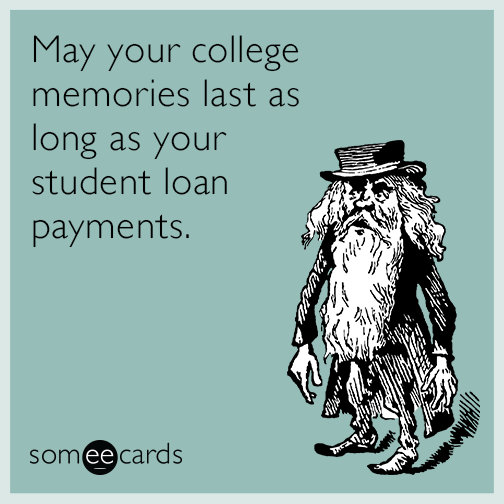 May your college
memories last as
long as your
student loan
payments.
someecards